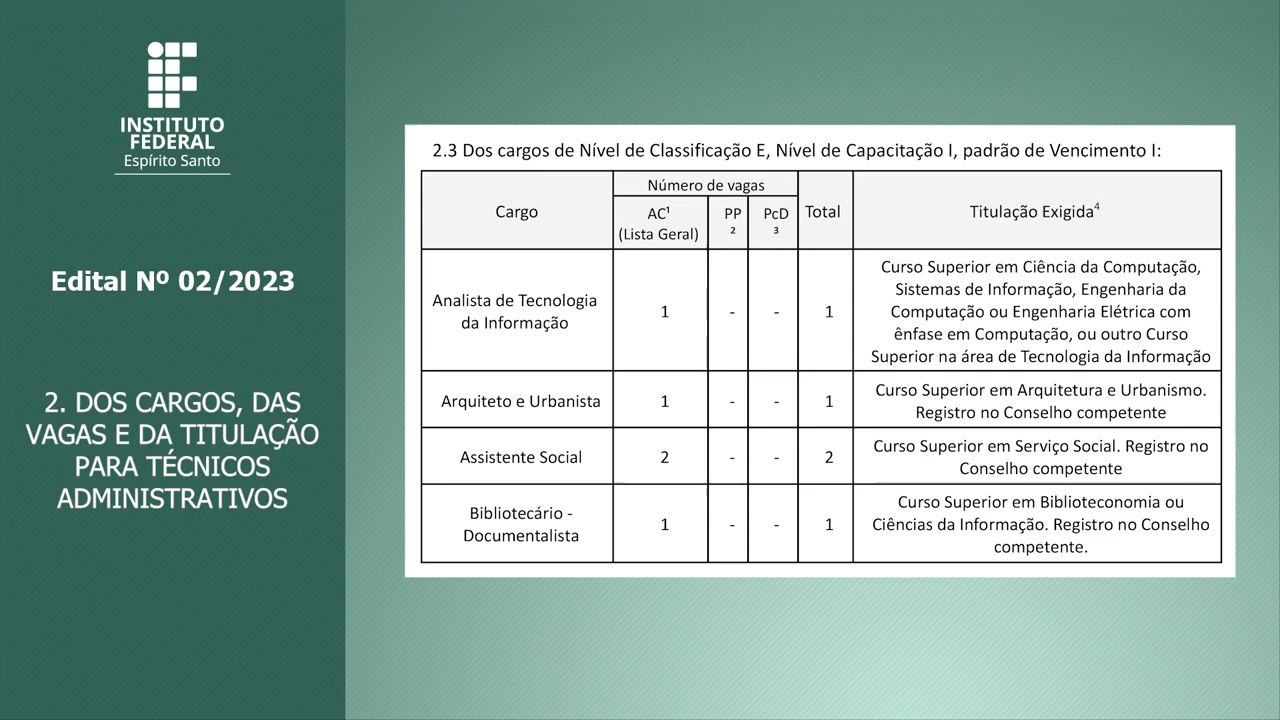 INSTITUTO
FEDERAL
Espírito Santo
Edital Nº 02/2023
2. DOS CARGOS, DAS
VAGAS E DA TITULAÇÃO
PARA TÉCNICOS
ADMINISTRATIVOS
2.3 Dos cargos de Nível de Classificação E, Nível de Capacitação I, padrão de Vencimento I:
Cargo
Número de vagas
AC¹
(Lista Geral)
PP
²
PcD
³
Total
Titulação Exigida⁴
Analista de Tecnologia
da Informação
1
-
-
1
Curso Superior em Ciência da Computação,
Sistemas de Informação, Engenharia da
Computação ou Engenharia Elétrica com
ênfase em Computação, ou outro Curso
Superior na área de Tecnologia da Informação
Arquiteto e Urbanista
1
-
-
1
Curso Superior em Arquitetura e Urbanismo.
Registro no Conselho competente
Assistente Social
2
-
-
2
Curso Superior em Serviço Social. Registro no
Conselho competente
Bibliotecário -
Documentalista
1
-
-
1
Curso Superior em Biblioteconomia ou
Ciências da Informação. Registro no Conselho
competente.